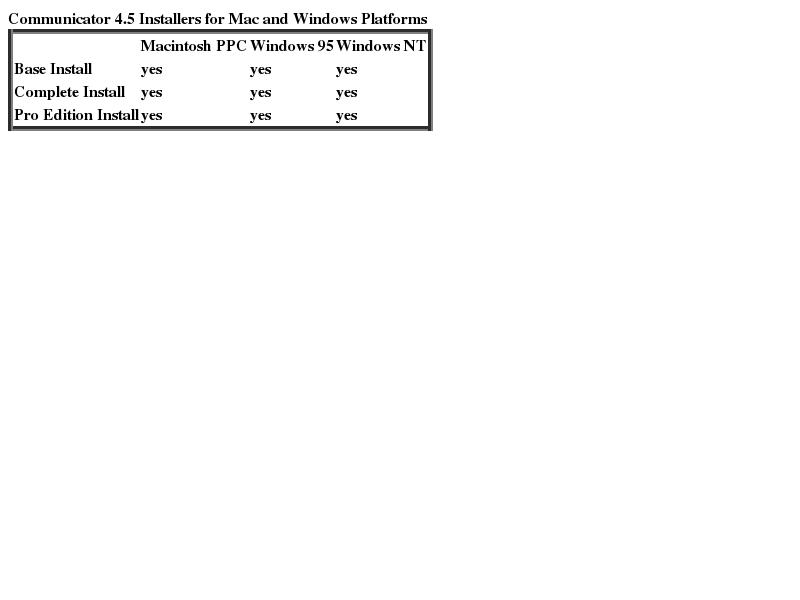 Communicator 4.5 Installers for Mac and Windows Platforms
Macintosh PPC Windows 95 Windows NT
Base Install yes yes yes
Complete Install yes yes yes
Pro Edition Install yes yes yes